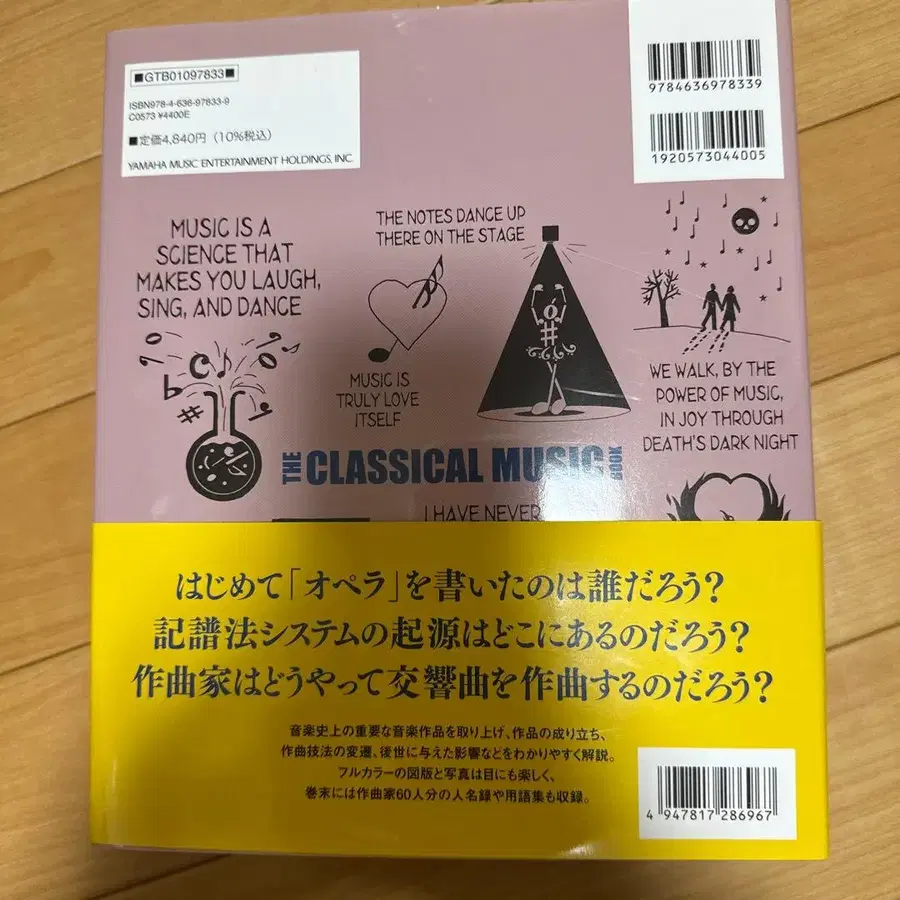 ■GTB01097833■
ISBN978-4-636-97833-9
C0573 ¥4400E
■定価4,840円(10%税込)
YAMAHA MUSIC ENTERTAINMENT HOLDINGS, INC.
9784636978339
1920573044005
MUSIC IS A
SCIENCE THAT
MAKES YOU LAUGH,
SING, AND DANCE
THE NOTES DANCE UP
THERE ON THE STAGE
MUSIC IS
TRULY LOVE
ITSELF
WE WALK, BY THE
POWER OF MUSIC,
IN JOY THROUGH
DEATH'S DARK NIGHT
THE CLASSICAL MUSIC BOOK
I HAVE NEVER
はじめて「オペラ」を書いたのは誰だろう?
記譜法システムの起源はどこにあるのだろう?
作曲家はどうやって交響曲を作曲するのだろう?
音楽史上の重要な音楽作品を取り上げ、作品の成り立ち、
作曲技法の変遷、後世に与えた影響などをわかりやすく解説。
フルカラーの図版と写真は目にも楽しく、
巻末には作曲家60人分の人名録や用語集も収録。
4947817286967